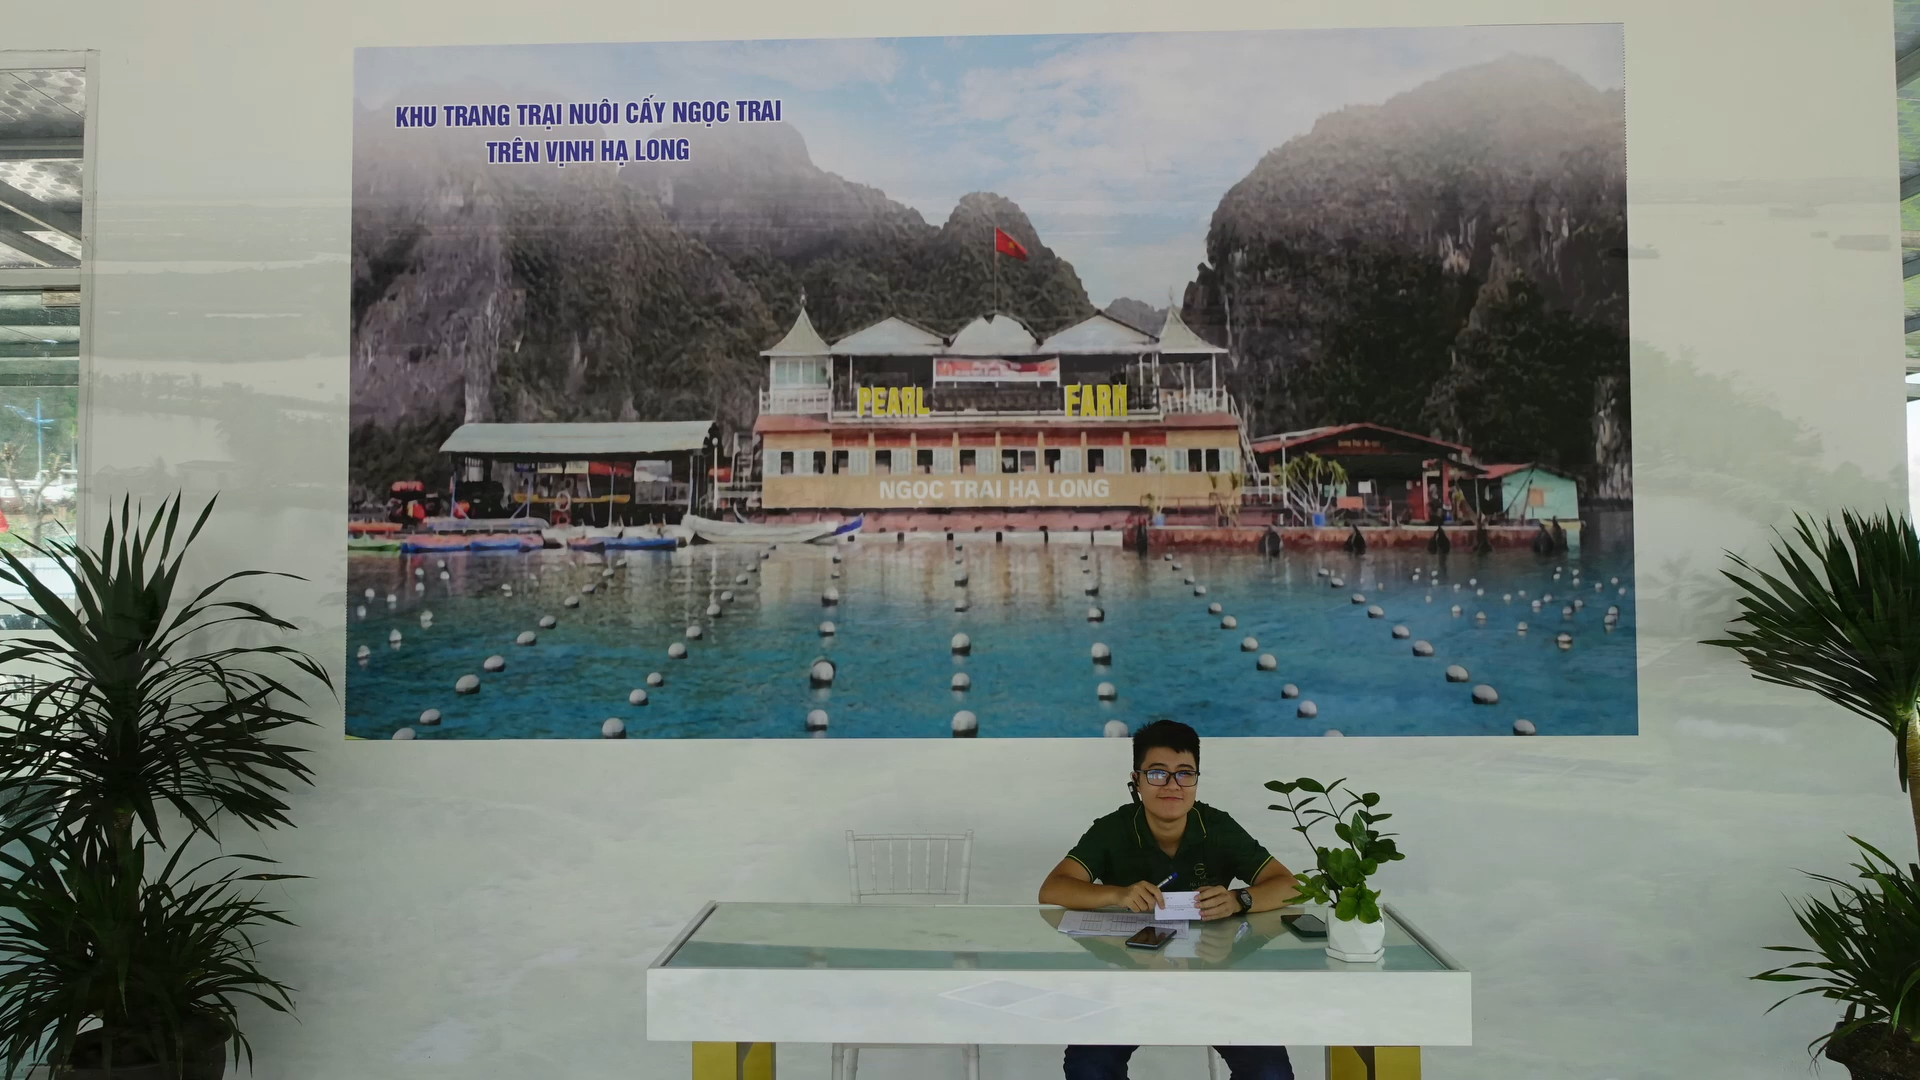 KHU TRANG TRẠI NUÔI CẤY NGỌC TRAI
TRÊN VỊNH HẠ LONG
PEARL FARM
NGỌC TRAI HẠ LONG